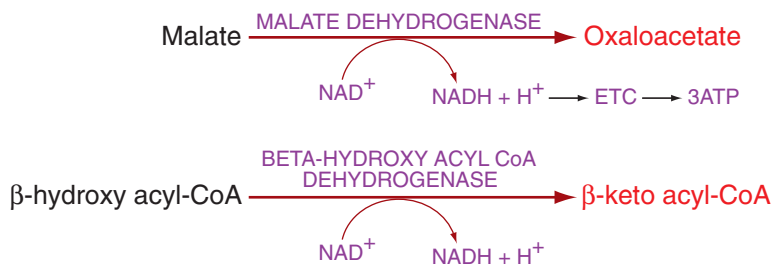 MALATE DEHYDROGENASE
Malate Oxaloacetate
NAD+ NADH + H+ ETC 3ATP
BETA-HYDROXY ACYL CoA
DEHYDROGENASE
β-hydroxy acyl-CoA β-keto acyl-CoA
NAD+ NADH + H+